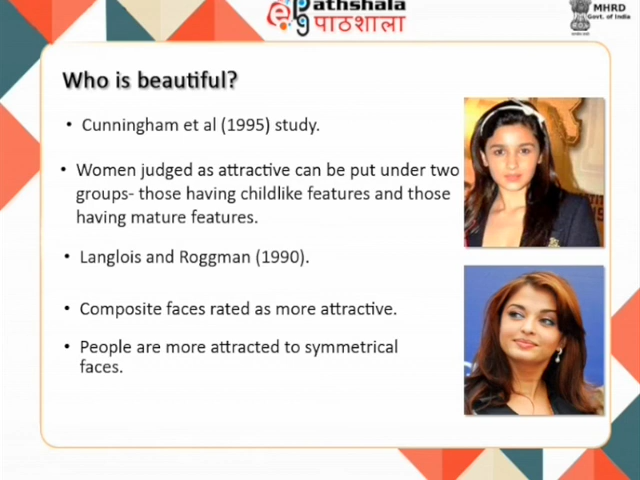 e Pg athshala
पाठशाला
MHRD
Govt. of India
Who is beautiful?
• Cunningham et al (1995) study.
• Women judged as attractive can be put under two
groups- those having childlike features and those
having mature features.
• Langlois and Roggman (1990).
• Composite faces rated as more attractive.
• People are more attracted to symmetrical
faces.